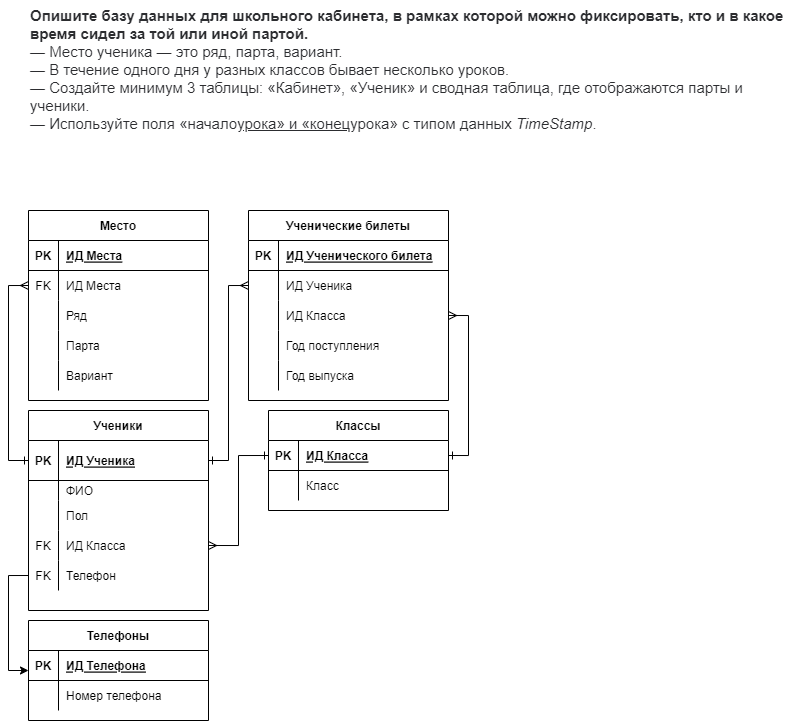 Опишите базу данных для школьного кабинета, в рамках которой можно фиксировать, кто и в какое
время сидел за той или иной партой.
— Место ученика — это ряд, парта, вариант.
— В течение одного дня у разных классов бывает несколько уроков.
— Создайте минимум 3 таблицы: «Кабинет», «Ученик» и сводная таблица, где отображаются парты и
ученики.
— Используйте поля «началоурока» и «конецурока» с типом данных TimeStamp.
Место
PK ИД Места
FK ИД Места
Ряд
Парта
Вариант
Ученические билеты
PK ИД Ученического билета
ИД Ученика
ИД Класса
Год поступления
Год выпуска
Ученики
PK ИД Ученика
ФИО
Пол
FK ИД Класса
FK Телефон
Классы
PK ИД Класса
Класс
Телефоны
PK ИД Телефона
Номер телефона